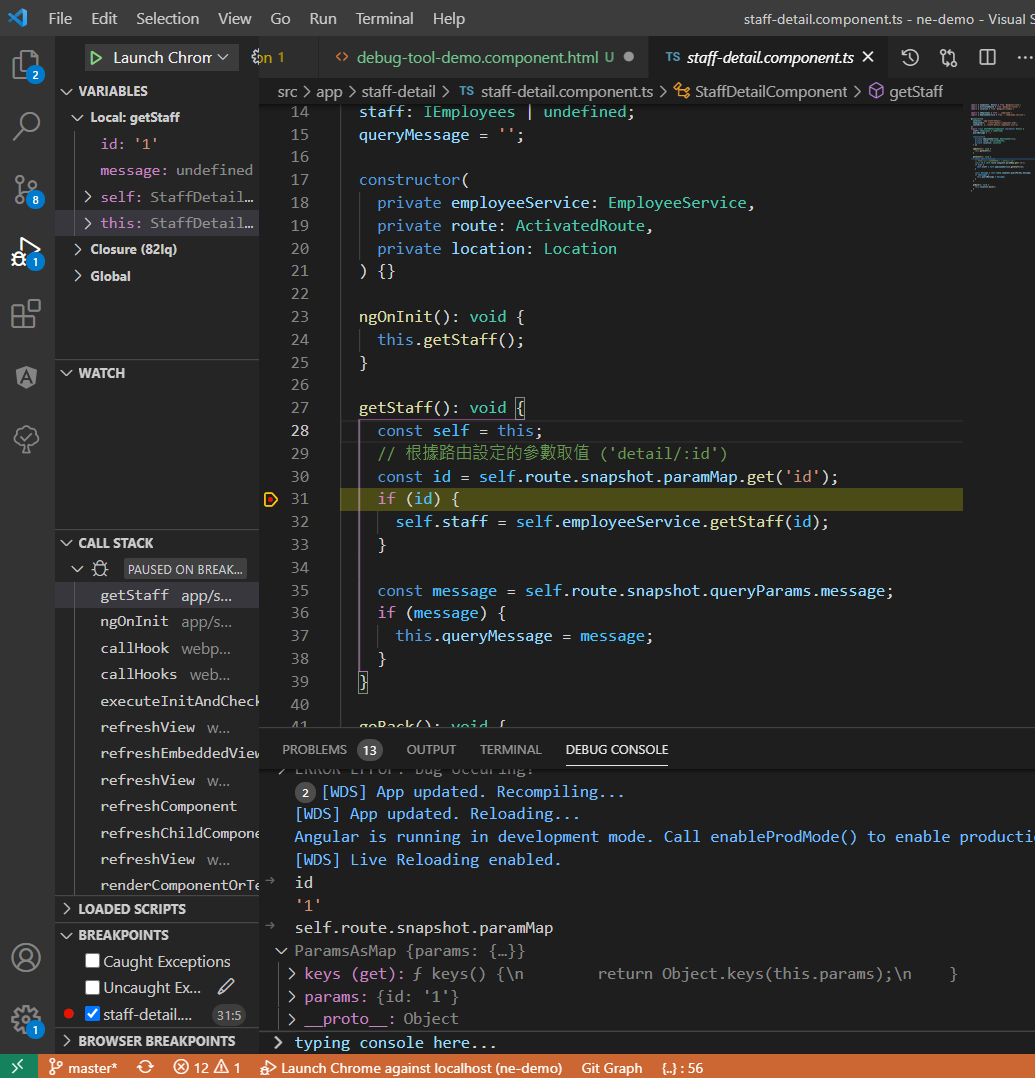 File Edit Selection View Go Run Terminal Help
staff-detail.component.ts - ne-demo - Visual S
Launch Chrom
on 1
debug-tool-demo.component.html U
TS staff-detail.component.ts
src > app > staff-detail > TS staff-detail.component.ts > StaffDetailComponent > getStaff
2
8
1
1
VARIABLES
Local: getStaff
id: '1'
message: undefined
self: StaffDetail...
this: StaffDetail...
Closure (82lq)
Global
WATCH
CALL STACK
PAUSED ON BREAK...
getStaff app/s...
ngOnInit app/s...
callHook webp...
callHooks web...
executeInitAndCheck
refreshView w...
refreshEmbeddedView
refreshView w...
refreshComponent
refreshChildCompone
refreshView w...
renderComponentOrTe
LOADED SCRIPTS
BREAKPOINTS
Caught Exceptions
Uncaught Ex...
staff-detail.... 31:5
BROWSER BREAKPOINTS
14 staff: IEmployees | undefined;
15 queryMessage = '';
16
17 constructor(
18 private employeeService: EmployeeService,
19 private route: ActivatedRoute,
20 private location: Location
21 ) {}
22
23 ngOnInit(): void {
24 this.getStaff();
25 }
26
27 getStaff(): void {
28 const self = this;
29 // 根據路由設定的參數取值 ('detail/:id')
30 const id = self.route.snapshot.paramMap.get('id');
31 if (id) {
32 self.staff = self.employeeService.getStaff(id);
33 }
34
35 const message = self.route.snapshot.queryParams.message;
36 if (message) {
37 this.queryMessage = message;
38 }
39 }
40
41 goBack(): void {
PROBLEMS 13 OUTPUT TERMINAL DEBUG CONSOLE
ERROR Error: bug occuring!
2 [WDS] App updated. Recompiling...
[WDS] App updated. Reloading...
Angular is running in development mode. Call enableProdMode() to enable producti
[WDS] Live Reloading enabled.
id
'1'
self.route.snapshot.paramMap
ParamsAsMap {params: {…}}
keys (get): ƒ keys() {\n return Object.keys(this.params);\n }
params: {id: '1'}
__proto__: Object
typing console here...
master* 12 1 Launch Chrome against localhost (ne-demo) Git Graph {..} : 56